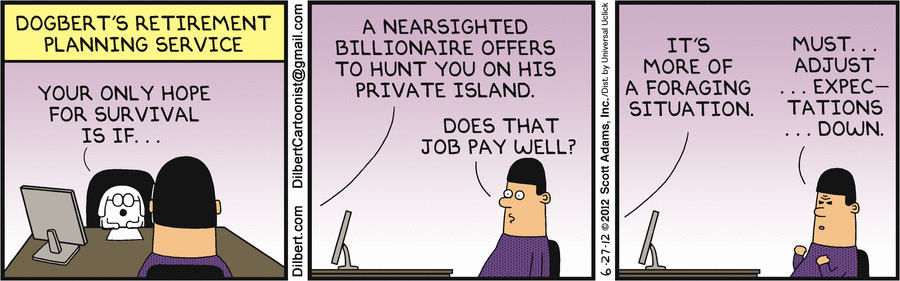 DOGBERT'S RETIREMENT
PLANNING SERVICE
YOUR ONLY HOPE
FOR SURVIVAL
IS IF...
Dilbert.com DilbertCartoonist@gmail.com
A NEARSIGHTED
BILLIONAIRE OFFERS
TO HUNT YOU ON HIS
PRIVATE ISLAND.
DOES THAT
JOB PAY WELL?
6-27-12 ©2012 Scott Adams, Inc./Dist. by Universal Uclick
IT'S
MORE OF
A FORAGING
SITUATION.
MUST...
ADJUST
...EXPEC-
TATIONS
...DOWN.